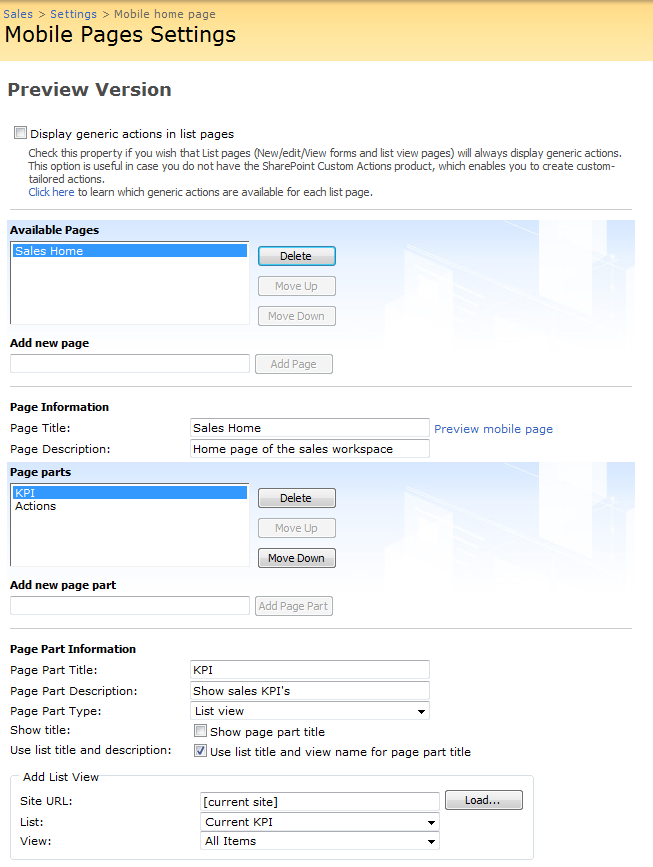 Sales > Settings > Mobile home page
Mobile Pages Settings
Preview Version
Display generic actions in list pages
Check this property if you wish that List pages (New/edit/View forms and list view pages) will always display generic actions.
This option is useful in case you do not have the SharePoint Custom Actions product, which enables you to create custom-
tailored actions.
Click here to learn which generic actions are available for each list page.
Available Pages
Sales Home
Delete
Move Up
Move Down
Add new page
Add Page
Page Information
Page Title: Sales Home Preview mobile page
Page Description: Home page of the sales workspace
Page parts
KPI
Actions
Delete
Move Up
Move Down
Add new page part
Add Page Part
Page Part Information
Page Part Title: KPI
Page Part Description: Show sales KPI's
Page Part Type: List view
Show title: Show page part title
Use list title and description: Use list title and view name for page part title
Add List View
Site URL: [current site] Load...
List: Current KPI
View: All Items